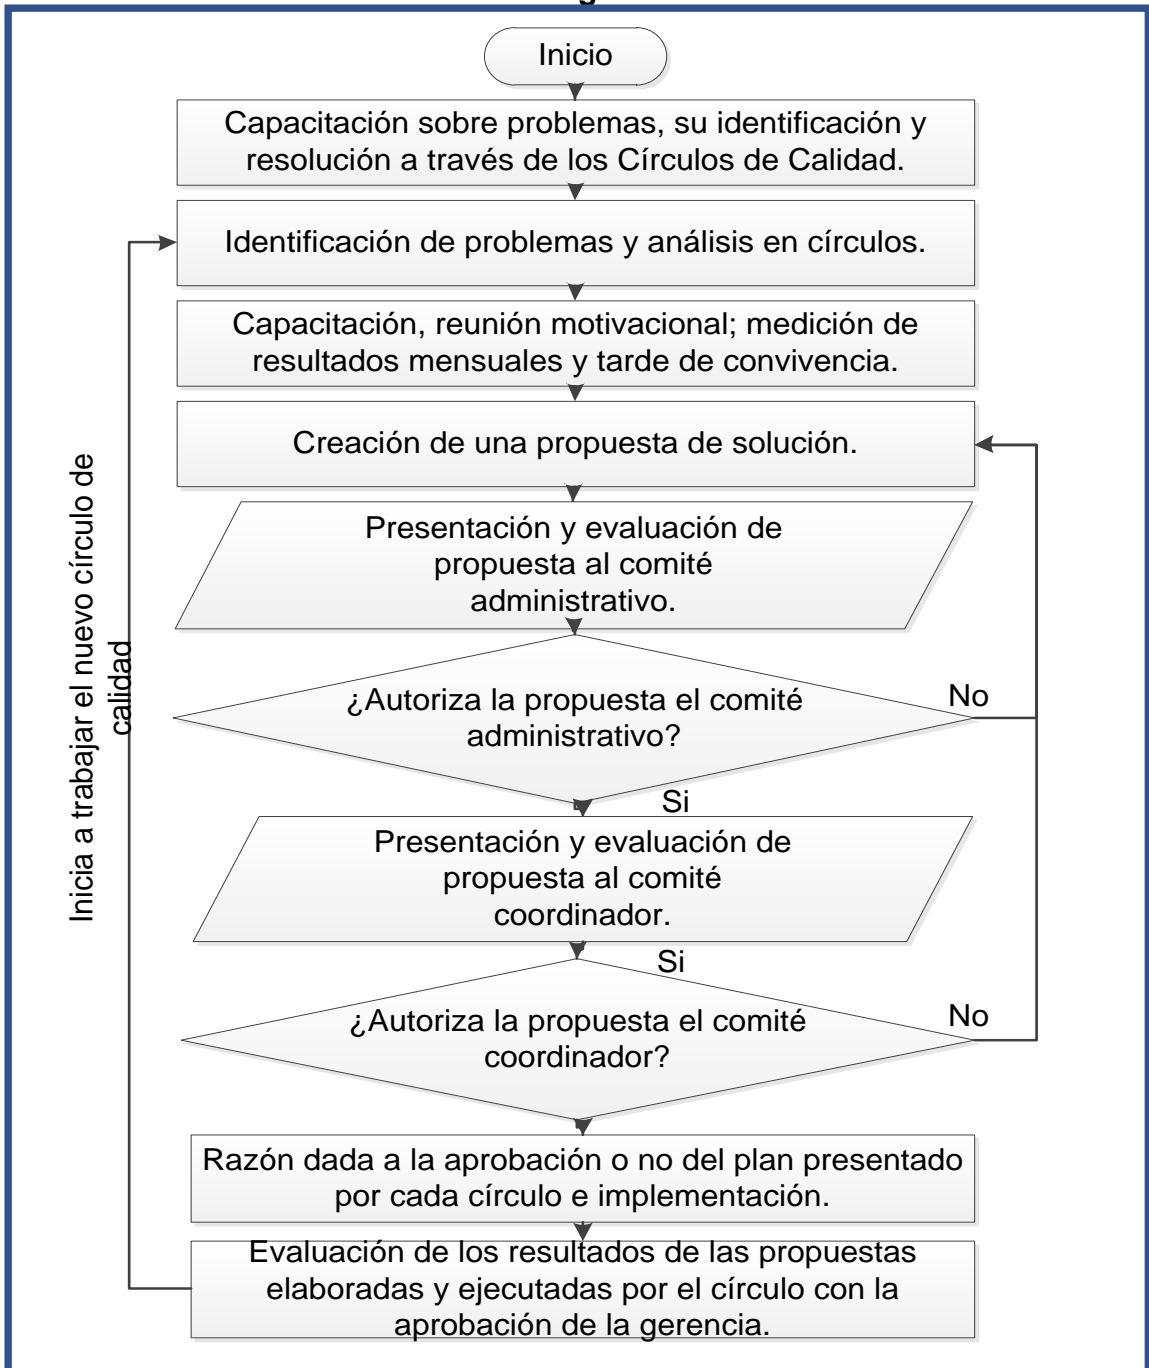 Inicio
Capacitación sobre problemas, su identificación y
resolución a través de los Círculos de Calidad.
Identificación de problemas y análisis en círculos.
Capacitación, reunión motivacional; medición de
resultados mensuales y tarde de convivencia.
Creación de una propuesta de solución.
Presentación y evaluación de
propuesta al comité
administrativo.
¿Autoriza la propuesta el comité
administrativo?
No
Si
Presentación y evaluación de
propuesta al comité
coordinador.
Si
¿Autoriza la propuesta el comité
coordinador?
No
Razón dada a la aprobación o no del plan presentado
por cada círculo e implementación.
Evaluación de los resultados de las propuestas
elaboradas y ejecutadas por el círculo con la
aprobación de la gerencia.
Inicia a trabajar el nuevo círculo de
calidad